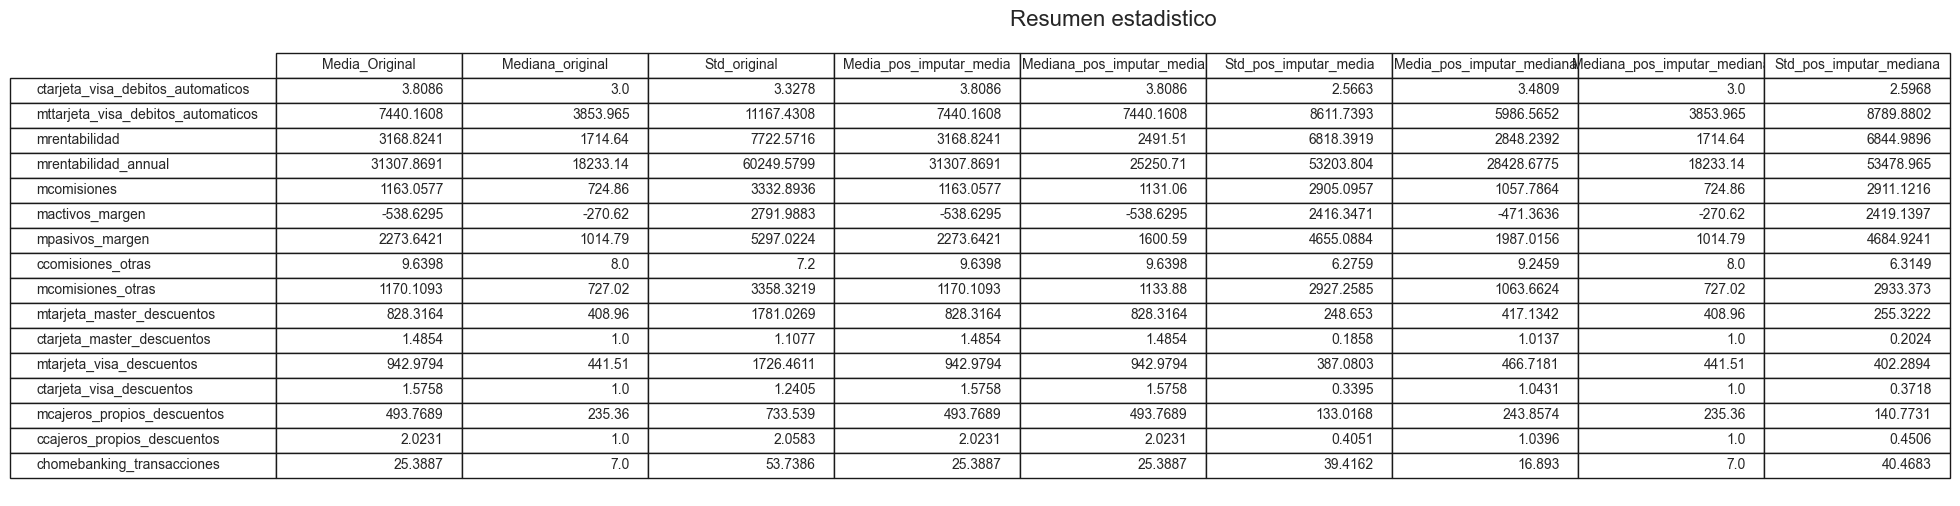 Resumen estadistico
Media_Original Mediana_original Std_original Media_pos_imputar_media Mediana_pos_imputar_media Std_pos_imputar_media Media_pos_imputar_mediana Mediana_pos_imputar_mediana Std_pos_imputar_mediana
ctarjeta_visa_debitos_automaticos 3.8086 3.0 3.3278 3.8086 3.8086 2.5663 3.4809 3.0 2.5968
mttarjeta_visa_debitos_automaticos 7440.1608 3853.965 11167.4308 7440.1608 7440.1608 8611.7393 5986.5652 3853.965 8789.8802
mrentabilidad 3168.8241 1714.64 7722.5716 3168.8241 2491.51 6818.3919 2848.2392 1714.64 6844.9896
mrentabilidad_annual 31307.8691 18233.14 60249.5799 31307.8691 25250.71 53203.804 28428.6775 18233.14 53478.965
mcomisiones 1163.0577 724.86 3332.8936 1163.0577 1131.06 2905.0957 1057.7864 724.86 2911.1216
mactivos_margen -538.6295 -270.62 2791.9883 -538.6295 -538.6295 2416.3471 -471.3636 -270.62 2419.1397
mpasivos_margen 2273.6421 1014.79 5297.0224 2273.6421 1600.59 4655.0884 1987.0156 1014.79 4684.9241
ccomisiones_otras 9.6398 8.0 7.2 9.6398 9.6398 6.2759 9.2459 8.0 6.3149
mcomisiones_otras 1170.1093 727.02 3358.3219 1170.1093 1133.88 2927.2585 1063.6624 727.02 2933.373
mtarjeta_master_descuentos 828.3164 408.96 1781.0269 828.3164 828.3164 248.653 417.1342 408.96 255.3222
ctarjeta_master_descuentos 1.4854 1.0 1.1077 1.4854 1.4854 0.1858 1.0137 1.0 0.2024
mtarjeta_visa_descuentos 942.9794 441.51 1726.4611 942.9794 942.9794 387.0803 466.7181 441.51 402.2894
ctarjeta_visa_descuentos 1.5758 1.0 1.2405 1.5758 1.5758 0.3395 1.0431 1.0 0.3718
mcajeros_propios_descuentos 493.7689 235.36 733.539 493.7689 493.7689 133.0168 243.8574 235.36 140.7731
ccajeros_propios_descuentos 2.0231 1.0 2.0583 2.0231 2.0231 0.4051 1.0396 1.0 0.4506
chomebanking_transacciones 25.3887 7.0 53.7386 25.3887 25.3887 39.4162 16.893 7.0 40.4683